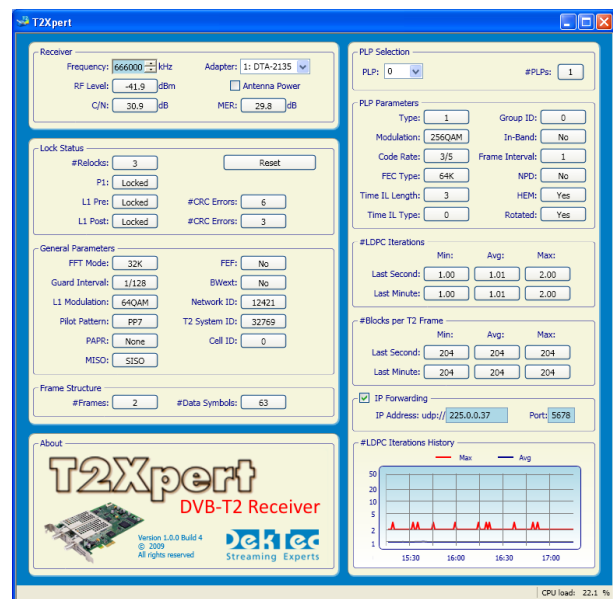 T2Xpert
Receiver
Frequency: 666000 kHz Adapter: 1: DTA-2135
RF Level: -41.9 dBm Antenna Power
C/N: 30.9 dB MER: 29.8 dB
Lock Status
#Relocks: 3 Reset
P1: Locked
L1 Pre: Locked #CRC Errors: 6
L1 Post: Locked #CRC Errors: 3
General Parameters
FFT Mode: 32K FEF: No
Guard Interval: 1/128 BWext: No
L1 Modulation: 64QAM Network ID: 12421
Pilot Pattern: PP7 T2 System ID: 32769
PAPR: None Cell ID: 0
MISO: SISO
Frame Structure
#Frames: 2 #Data Symbols: 63
About
T2Xpert
DVB-T2 Receiver
Version 1.0.0 Build 4
© 2009
All rights reserved
DekTec
Streaming Experts
PLP Selection
PLP: 0 #PLPs: 1
PLP Parameters
Type: 1 Group ID: 0
Modulation: 256QAM In-Band: No
Code Rate: 3/5 Frame Interval: 1
FEC Type: 64K NPD: No
Time IL Length: 3 HEM: Yes
Time IL Type: 0 Rotated: Yes
#LDPC Iterations
Min: Avg: Max:
Last Second: 1.00 1.01 2.00
Last Minute: 1.00 1.01 2.00
#Blocks per T2 Frame
Min: Avg: Max:
Last Second: 204 204 204
Last Minute: 204 204 204
IP Forwarding
IP Address: udp:// 225.0.0.37 Port: 5678
#LDPC Iterations History
Max Avg
50
20
10
5
2
1
15:30 16:00 16:30 17:00
CPU load: 22.1 %